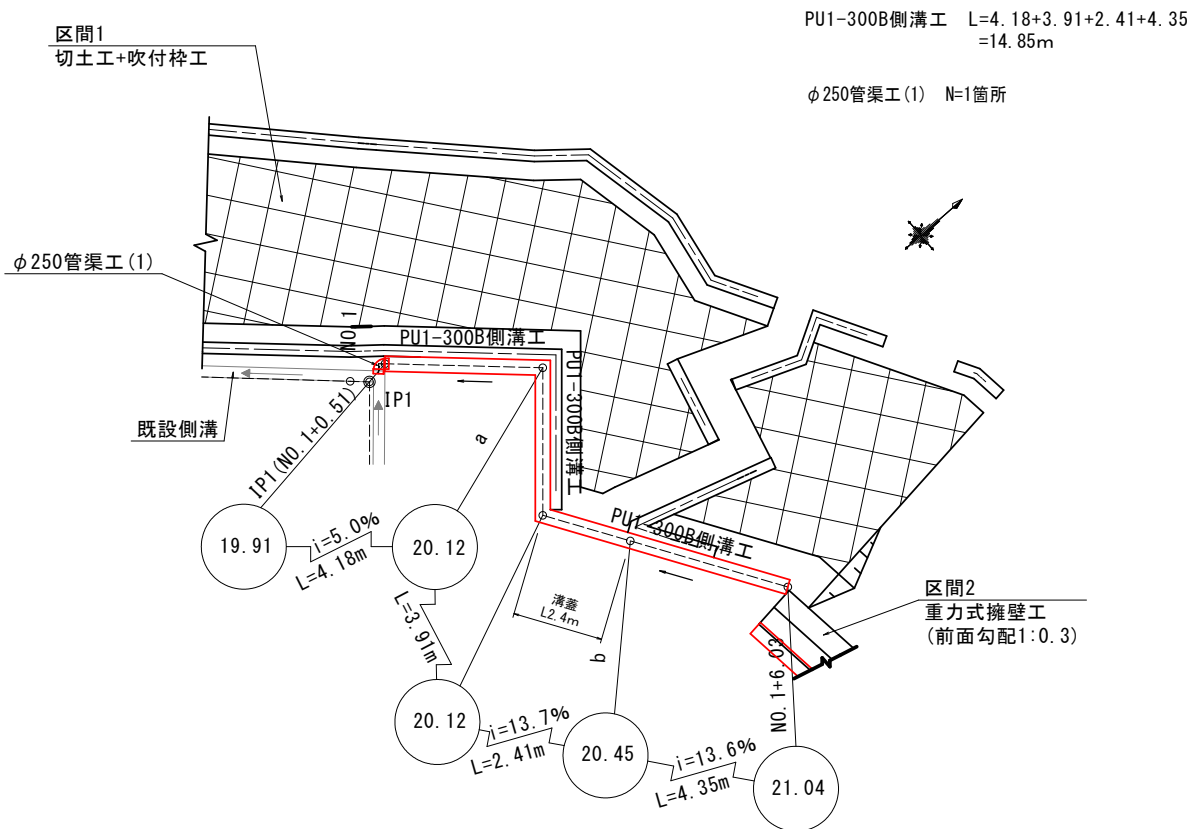 PU1-300B側溝工 L=4.18+3.91+2.41+4.35
=14.85m
φ250管渠工(1) N=1箇所
区間1
切土工+吹付枠工
φ250管渠工(1)
NO.1
PU1-300B側溝工
PU1-300B側溝工
IP1
既設側溝
IP1(NO.1+0.51)
a
19.91
i=5.0%
L=4.18m
20.12
L=3.91m
20.12
溝蓋
L2.4m
b
PU1-300B側溝工
i=13.7%
L=2.41m
20.45
i=13.6%
L=4.35m
21.04
NO.1+6.03
区間2
重力式擁壁工
(前面勾配1:0.3)